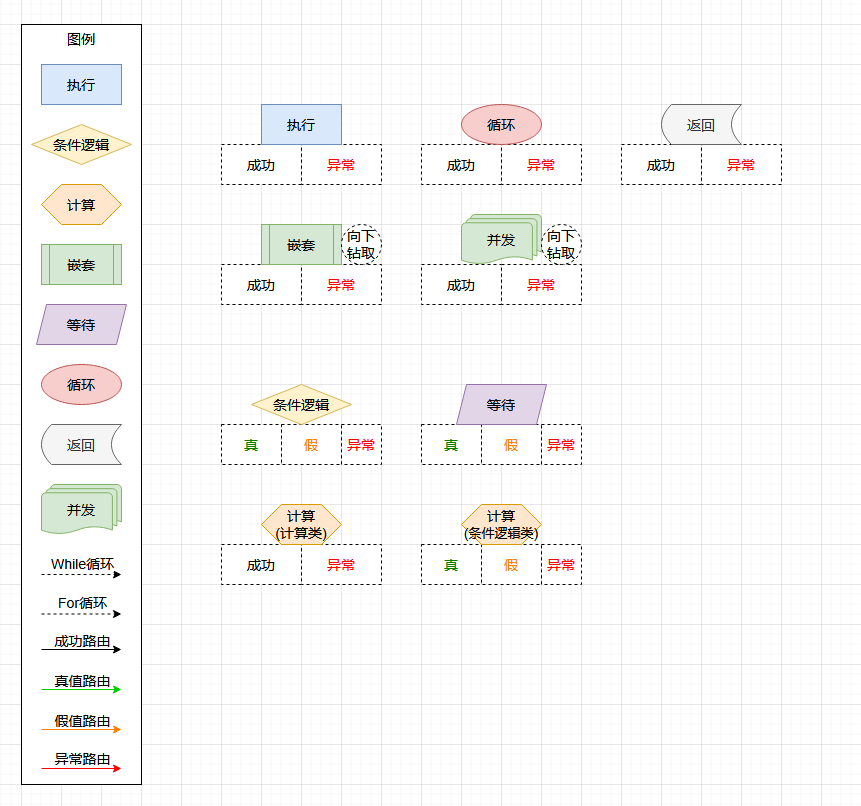 图例
执行
条件逻辑
计算
嵌套
等待
循环
返回
并发
While循环
For循环
成功路由
真值路由
假值路由
异常路由
执行
成功
异常
循环
成功
异常
返回
成功
异常
嵌套
向下
钻取
成功
异常
并发
向下
钻取
成功
异常
条件逻辑
真
假
异常
等待
真
假
异常
计算
(计算类)
成功
异常
计算
(条件逻辑类)
真
假
异常